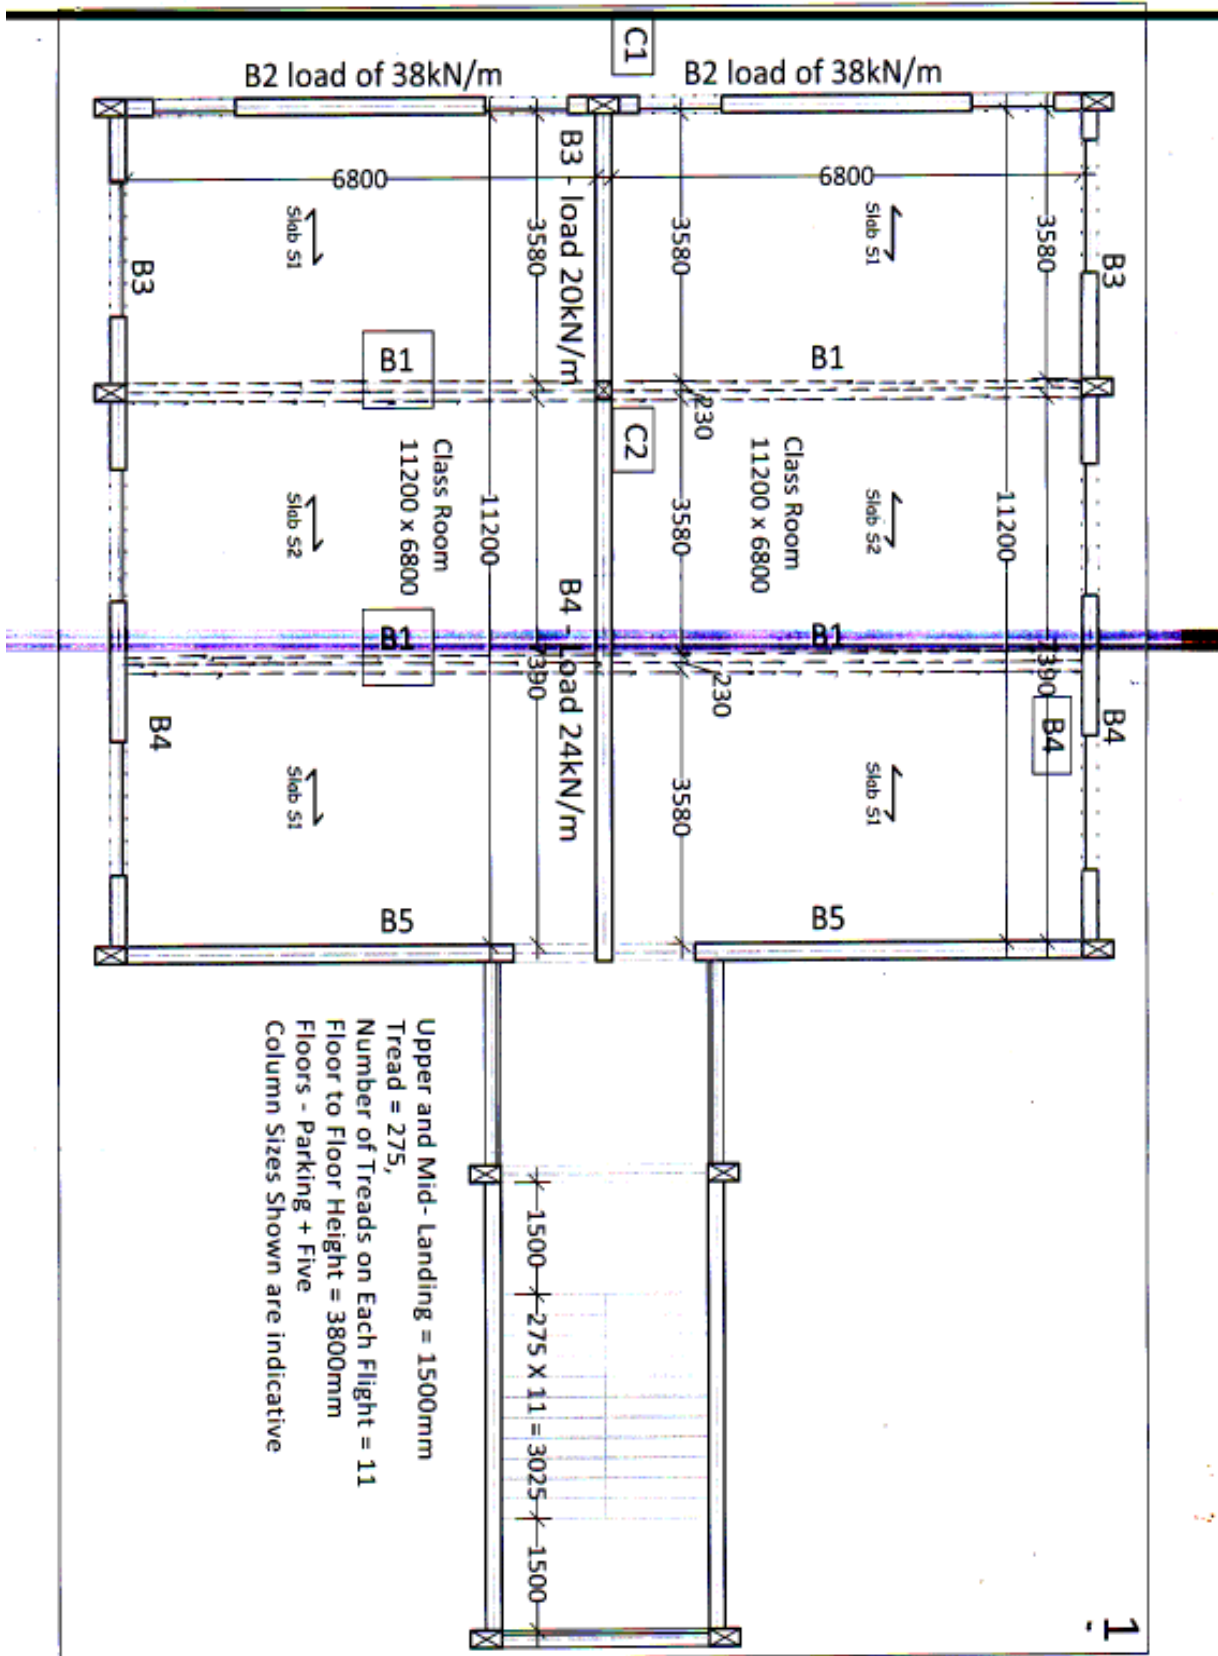 C1
B2 load of 38kN/m
B2 load of 38kN/m
6800
6800
B3 - load 20kN/m
3580
3580
3580
11200
11200
Slab S1
Slab S1
B3
B3
B1
B1
230
C2
Class Room
11200 x 6800
Class Room
11200 x 6800
Slab S2
Slab S2
3580
B4 - Load 24kN/m
B1
B1
7390
7390
230
B4
B4
B4
Slab S1
Slab S1
3580
B5
B5
Upper and Mid- Landing = 1500mm
Tread = 275,
Number of Treads on Each Flight = 11
Floor to Floor Height = 3800mm
Floors - Parking + Five
Column Sizes Shown are indicative
1500
275 X 11 = 3025
1500
1